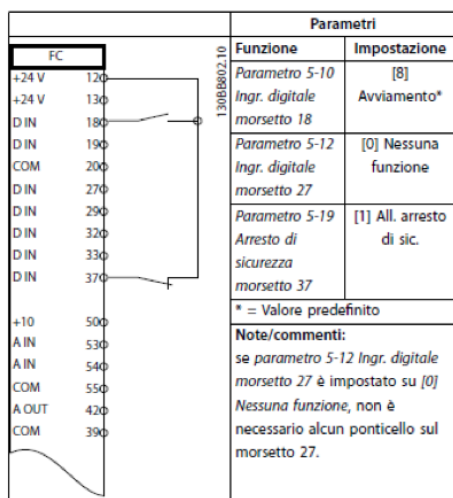 FC
+24 V 12
+24 V 13
D IN 18
D IN 19
COM 20
D IN 27
D IN 29
D IN 32
D IN 33
D IN 37
+10 50
A IN 53
A IN 54
COM 55
A OUT 42
COM 39
130BB802.10
Parametri
Funzione Impostazione
Parametro 5-10 [8]
Ingr. digitale Avviamento*
morsetto 18
Parametro 5-12 [0] Nessuna
Ingr. digitale funzione
morsetto 27
Parametro 5-19 [1] All. arresto
Arresto di di sic.
sicurezza
morsetto 37
* = Valore predefinito
Note/commenti:
se parametro 5-12 Ingr. digitale
morsetto 27 è impostato su [0]
Nessuna funzione, non è
necessario alcun ponticello sul
morsetto 27.